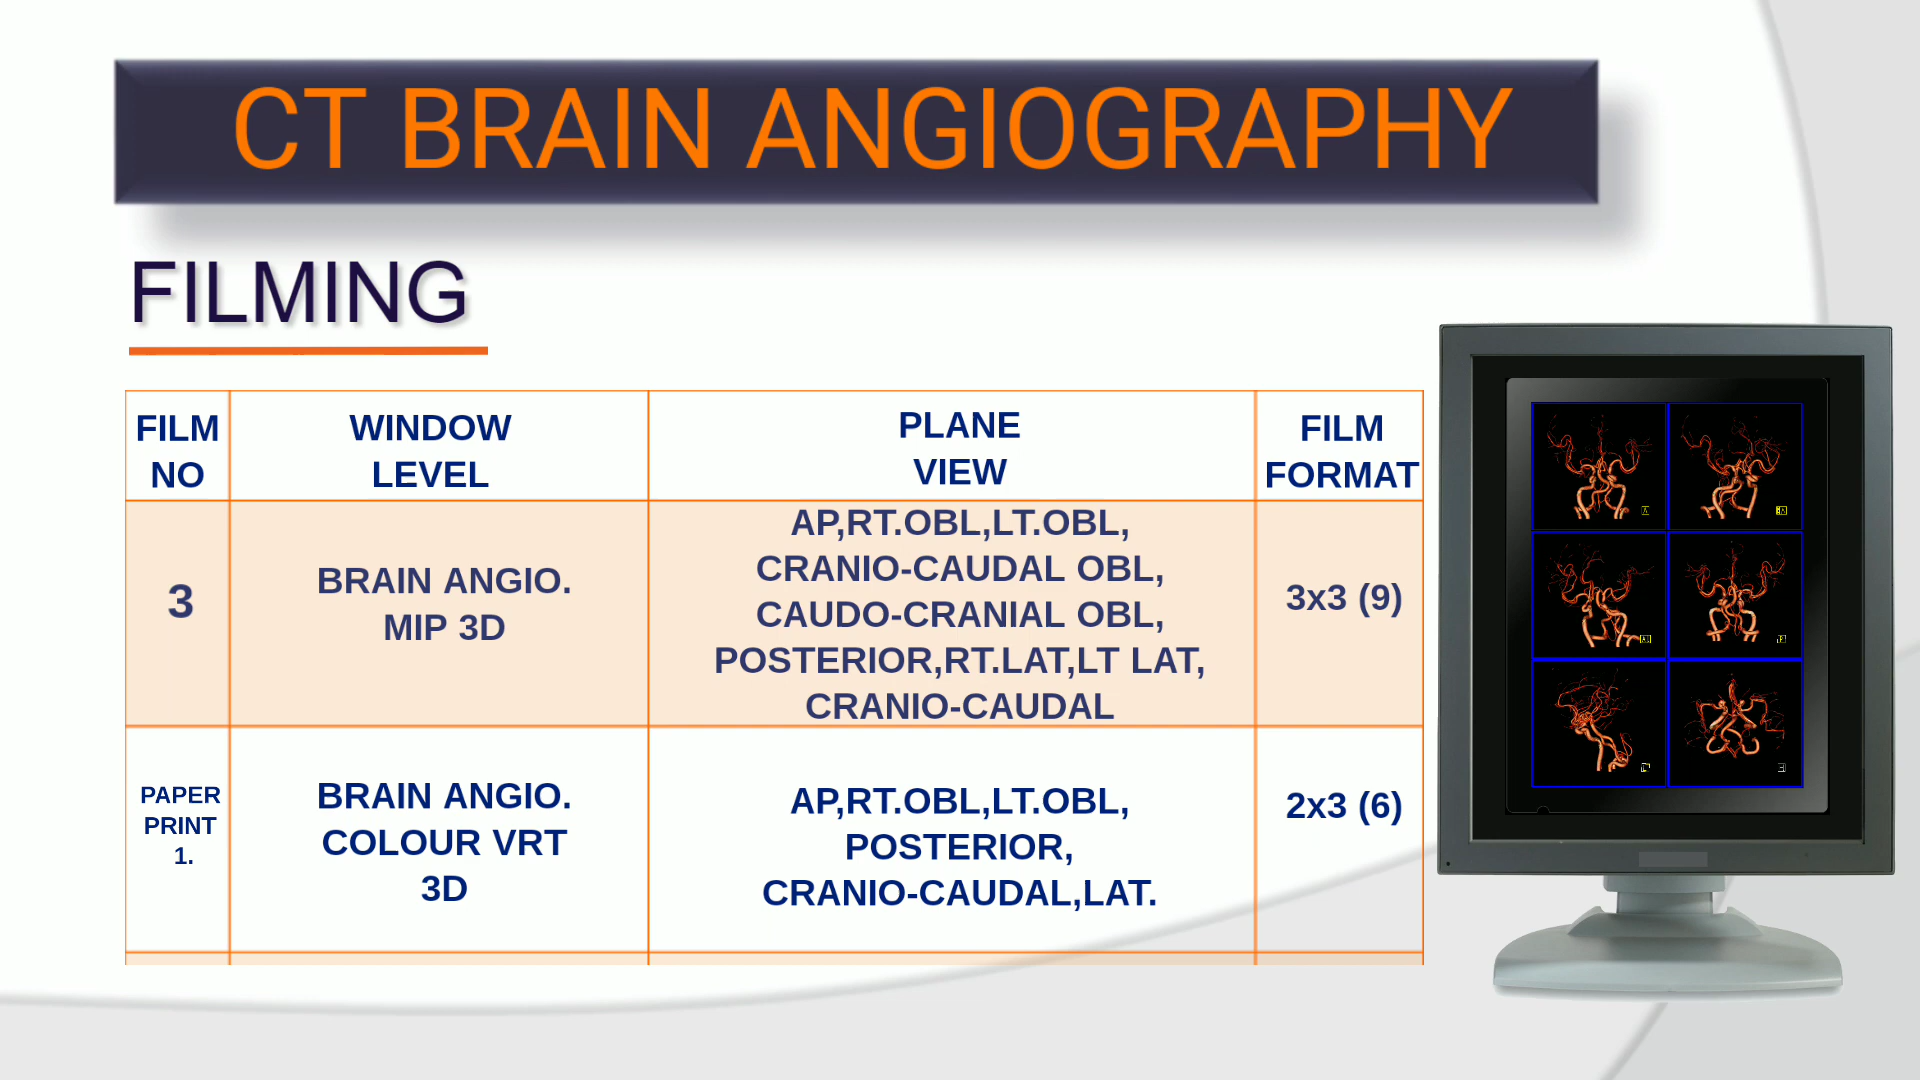 CT BRAIN ANGIOGRAPHY
FILMING
FILM
NO
WINDOW
LEVEL
PLANE
VIEW
FILM
FORMAT
3
BRAIN ANGIO.
MIP 3D
AP,RT.OBL,LT.OBL,
CRANIO-CAUDAL OBL,
CAUDO-CRANIAL OBL,
POSTERIOR,RT.LAT,LT LAT,
CRANIO-CAUDAL
3x3 (9)
PAPER
PRINT
1.
BRAIN ANGIO.
COLOUR VRT
3D
AP,RT.OBL,LT.OBL,
POSTERIOR,
CRANIO-CAUDAL,LAT.
2x3 (6)